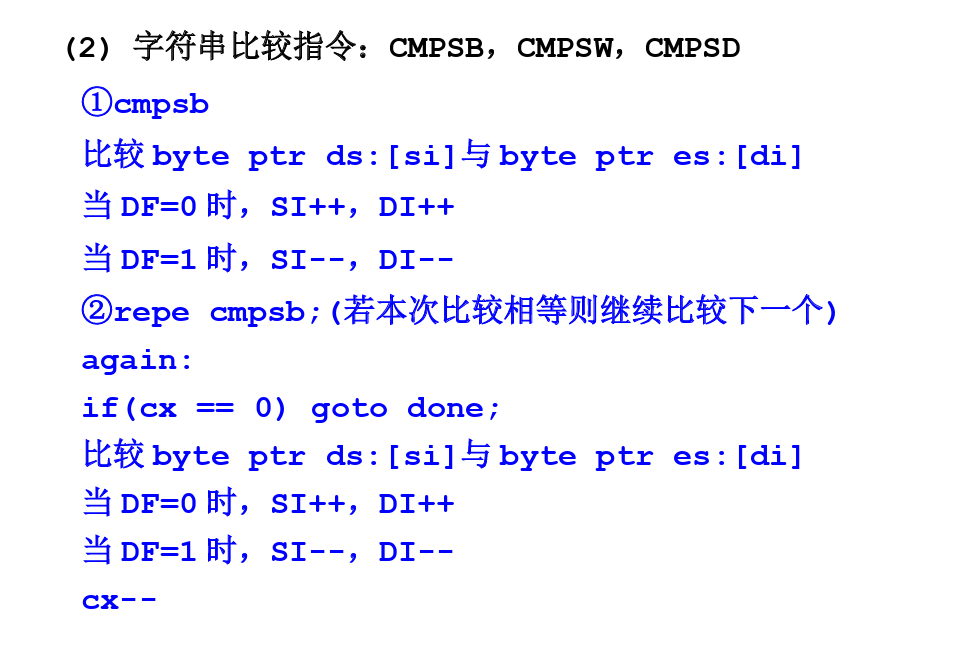 (2) 字符串比较指令：CMPSB，CMPSW，CMPSD
①cmpsb
比较 byte ptr ds:[si]与 byte ptr es:[di]
当 DF=0 时，SI++，DI++
当 DF=1 时，SI--，DI--
②repe cmpsb;(若本次比较相等则继续比较下一个)
again:
if(cx == 0) goto done;
比较 byte ptr ds:[si]与 byte ptr es:[di]
当 DF=0 时，SI++，DI++
当 DF=1 时，SI--，DI--
cx--